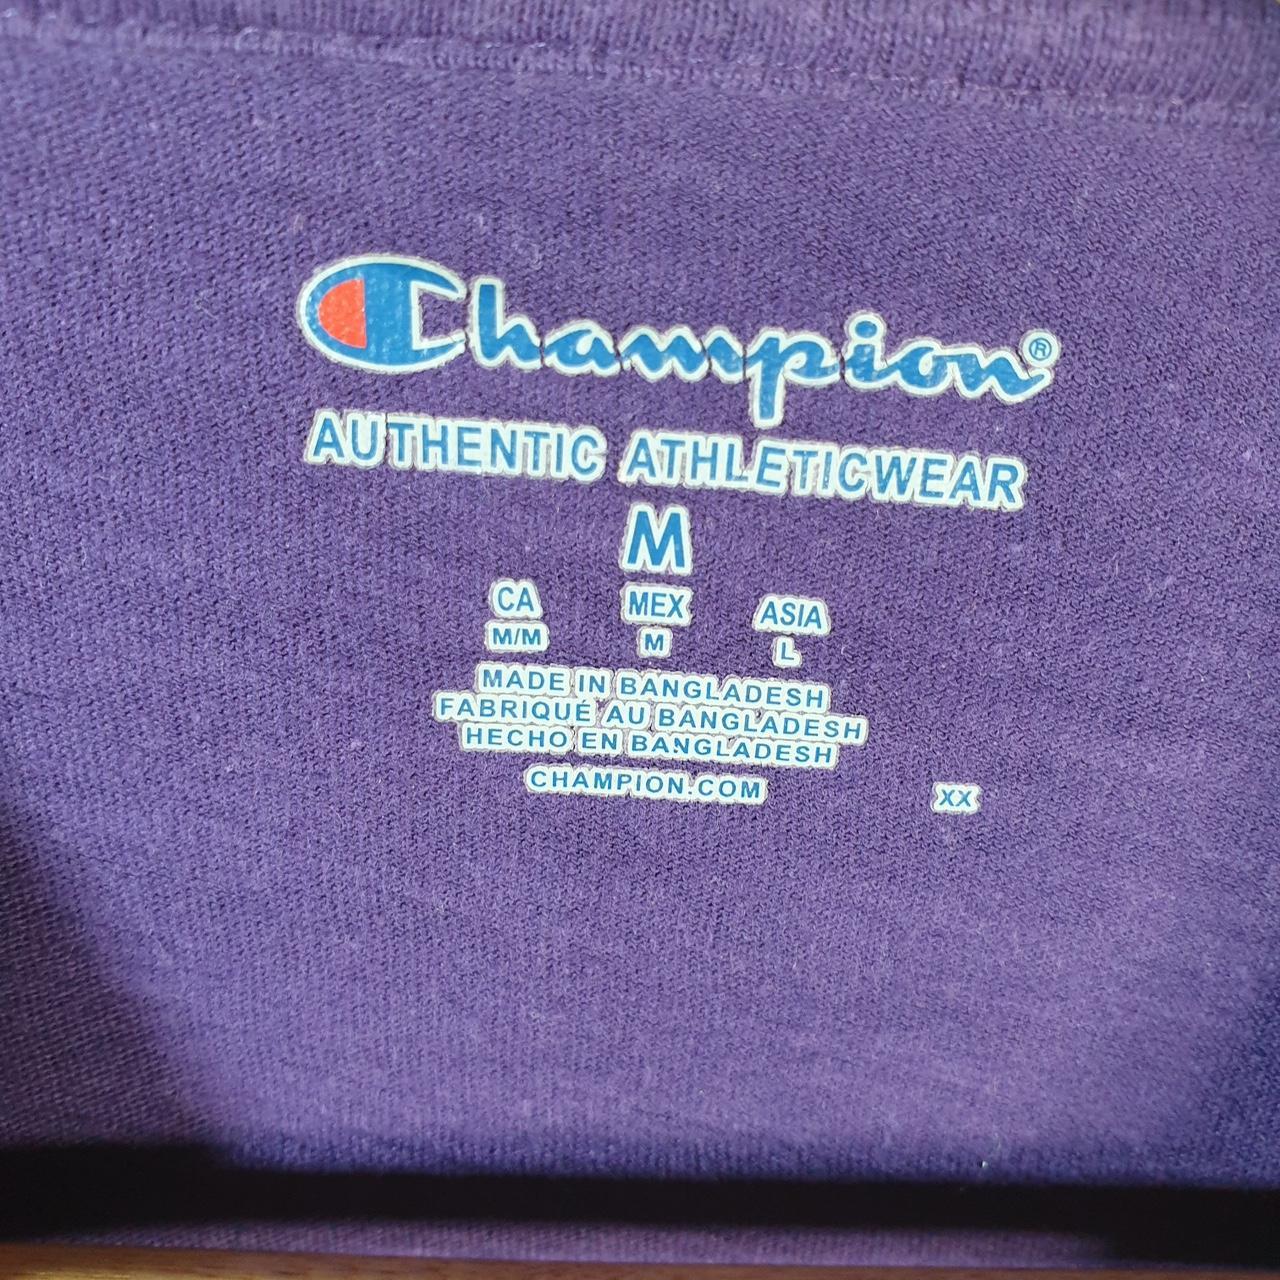 Champion®
AUTHENTIC ATHLETICWEAR
M
CA MEX ASIA
M/M M L
MADE IN BANGLADESH
FABRIQUÉ AU BANGLADESH
HECHO EN BANGLADESH
CHAMPION.COM XX